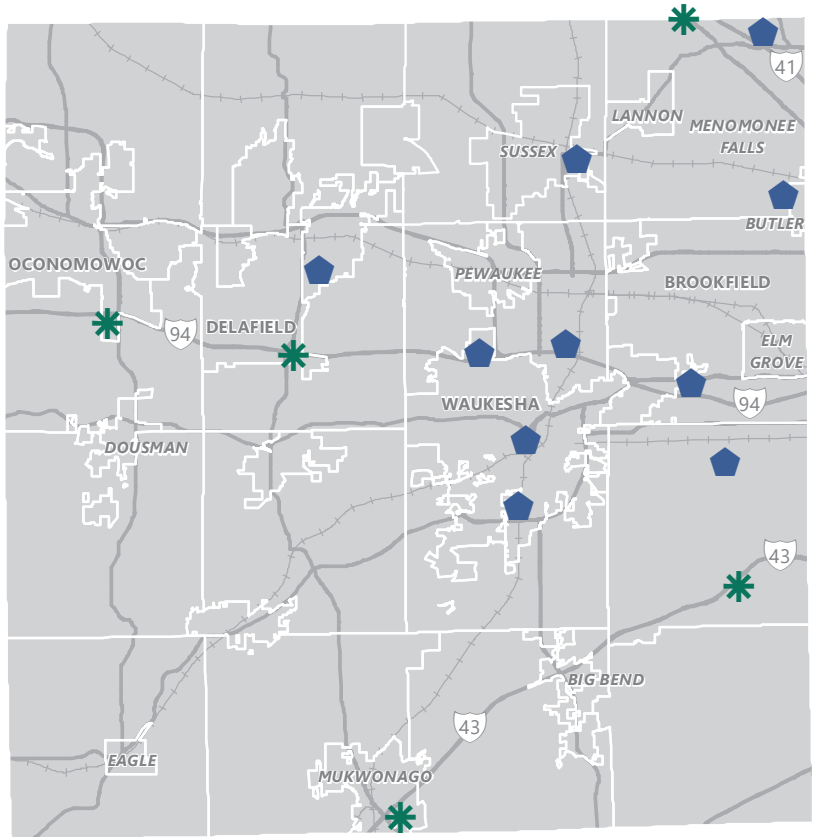 41
LANNON
MENOMONEE
FALLS
SUSSEX
BUTLER
OCONOMOWOC
PEWAUKEE
BROOKFIELD
94
DELAFIELD
ELM
GROVE
WAUKESHA
94
DOUSMAN
43
BIG BEND
43
EAGLE
MUKWONAGO